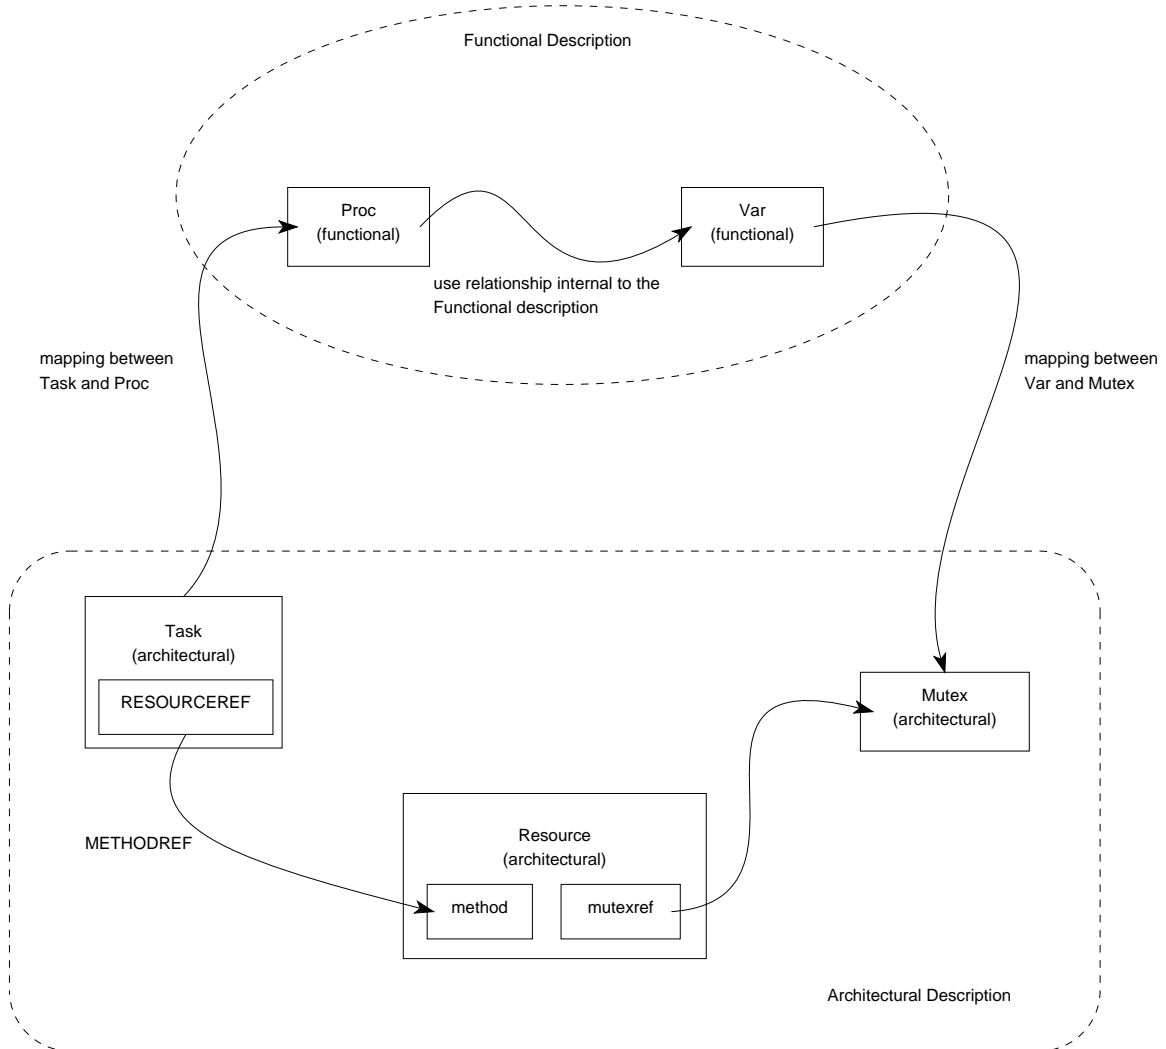 Functional Description
Proc
(functional)
Var
(functional)
use relationship internal to the
Functional description
mapping between
Task and Proc
mapping between
Var and Mutex
Task
(architectural)
RESOURCEREF
Mutex
(architectural)
METHODREF
Resource
(architectural)
method
mutexref
Architectural Description